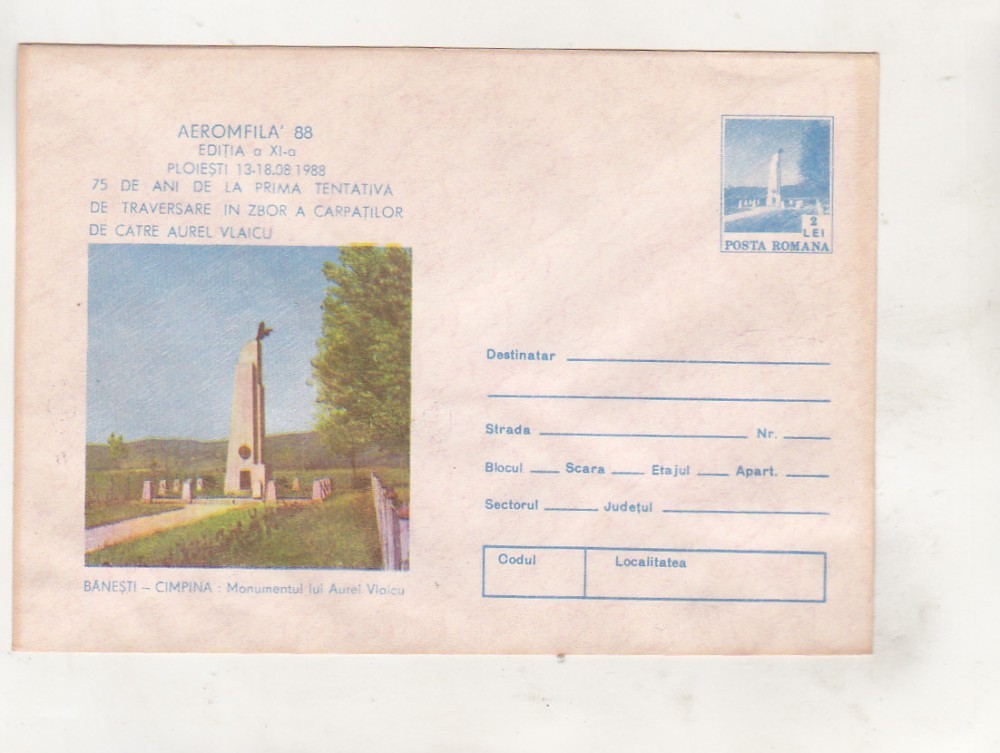 AEROMFILA' 88
EDIȚIA a XI-a
PLOIEȘTI 13-18.08.1988
75 DE ANI DE LA PRIMA TENTATIVA
DE TRAVERSARE IN ZBOR A CARPAȚILOR
DE CATRE AUREL VLAICU
2
LEI
POSTA ROMANA
Destinatar
Strada Nr.
Blocul Scara Etajul Apart.
Sectorul Județul
Codul Localitatea
BĂNEȘTI – CIMPINA : Monumentul lui Aurel Vlaicu